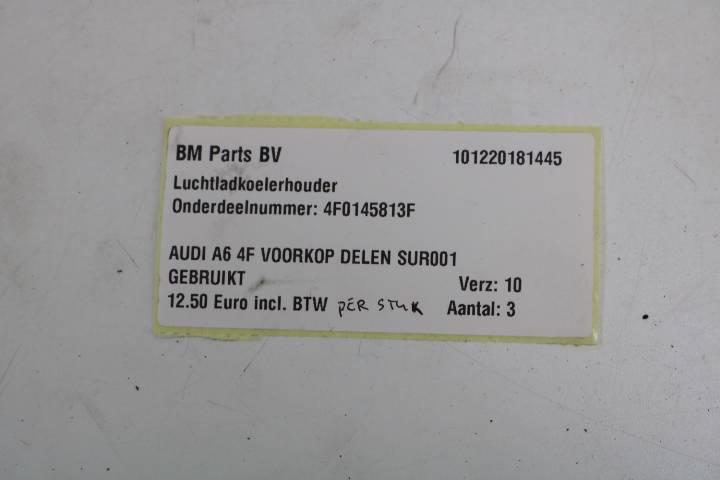 BM Parts BV 101220181445
Luchtladkoelerhouder
Onderdeelnummer: 4F0145813F
AUDI A6 4F VOORKOP DELEN SUR001
GEBRUIKT Verz: 10
12.50 Euro incl. BTW PER STUK Aantal: 3